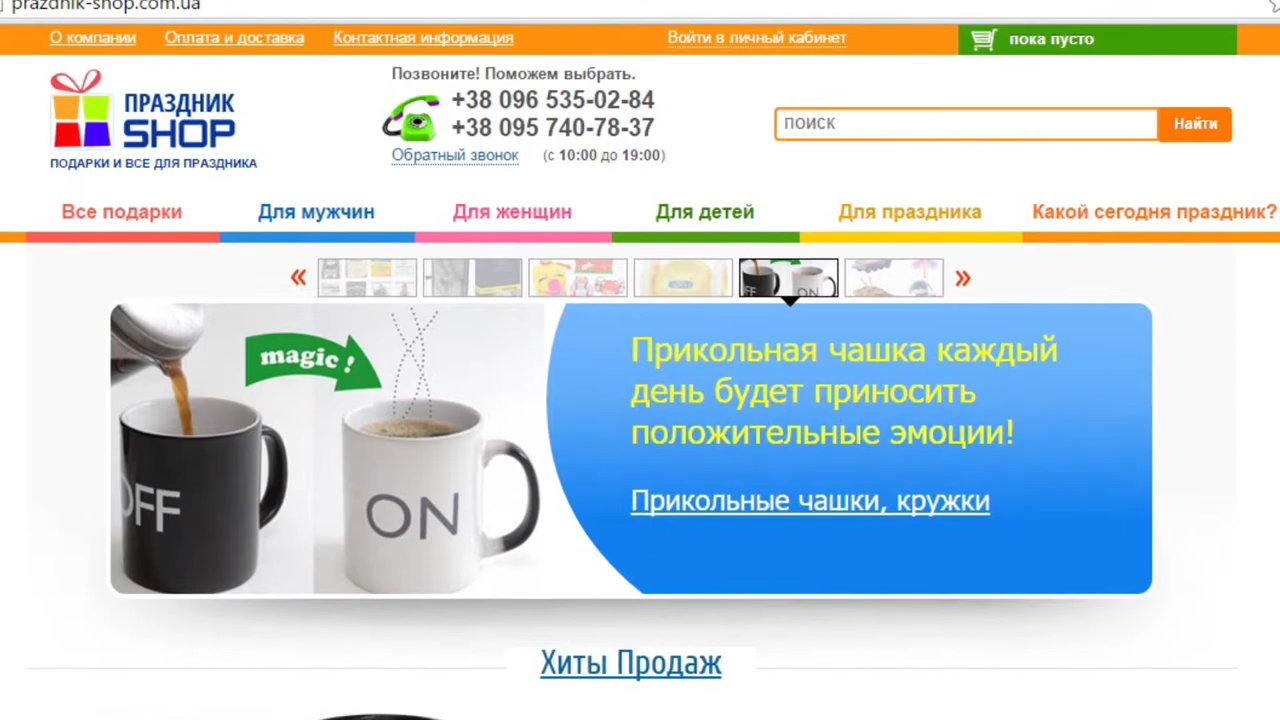 prazdnik-shop.com.ua
О компании Оплата и доставка Контактная информация Войти в личный кабинет пока пусто
Позвоните! Поможем выбрать.
ПРАЗДНИК
SHOP
ПОДАРКИ И ВСЕ ДЛЯ ПРАЗДНИКА
+38 096 535-02-84
+38 095 740-78-37
Обратный звонок (с 10:00 до 19:00)
поиск Найти
Все подарки Для мужчин Для женщин Для детей Для праздника Какой сегодня праздник?
« »
magic!
OFF
ON
Прикольная чашка каждый
день будет приносить
положительные эмоции!
Прикольные чашки, кружки
Хиты Продаж